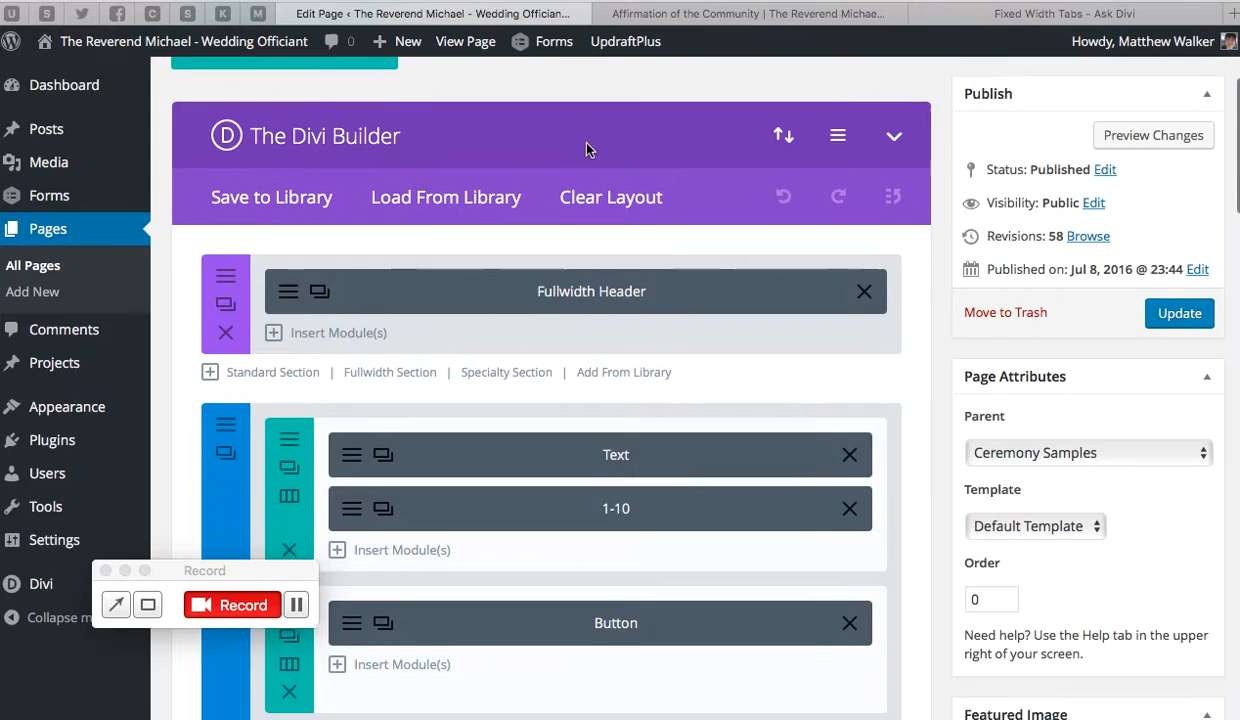 U S f C S K M Edit Page ‹ The Reverend Michael - Wedding Offician... Affirmation of the Community | The Reverend Michae... Fixed Width Tabs - Ask Divi
The Reverend Michael - Wedding Officiant 0 New View Page Forms UpdraftPlus Howdy, Matthew Walker
Dashboard
Posts
Media
Forms
Pages
All Pages
Add New
Comments
Projects
Appearance
Plugins
Users
Tools
Settings
D Divi
Collapse m
Record
Record
D The Divi Builder
Save to Library Load From Library Clear Layout
Fullwidth Header
Insert Module(s)
Standard Section | Fullwidth Section | Specialty Section | Add From Library
Text
1-10
Insert Module(s)
Button
Insert Module(s)
Publish
Preview Changes
Status: Published Edit
Visibility: Public Edit
Revisions: 58 Browse
Published on: Jul 8, 2016 @ 23:44 Edit
Move to Trash Update
Page Attributes
Parent
Ceremony Samples
Template
Default Template
Order
0
Need help? Use the Help tab in the upper
right of your screen.
Featured Image